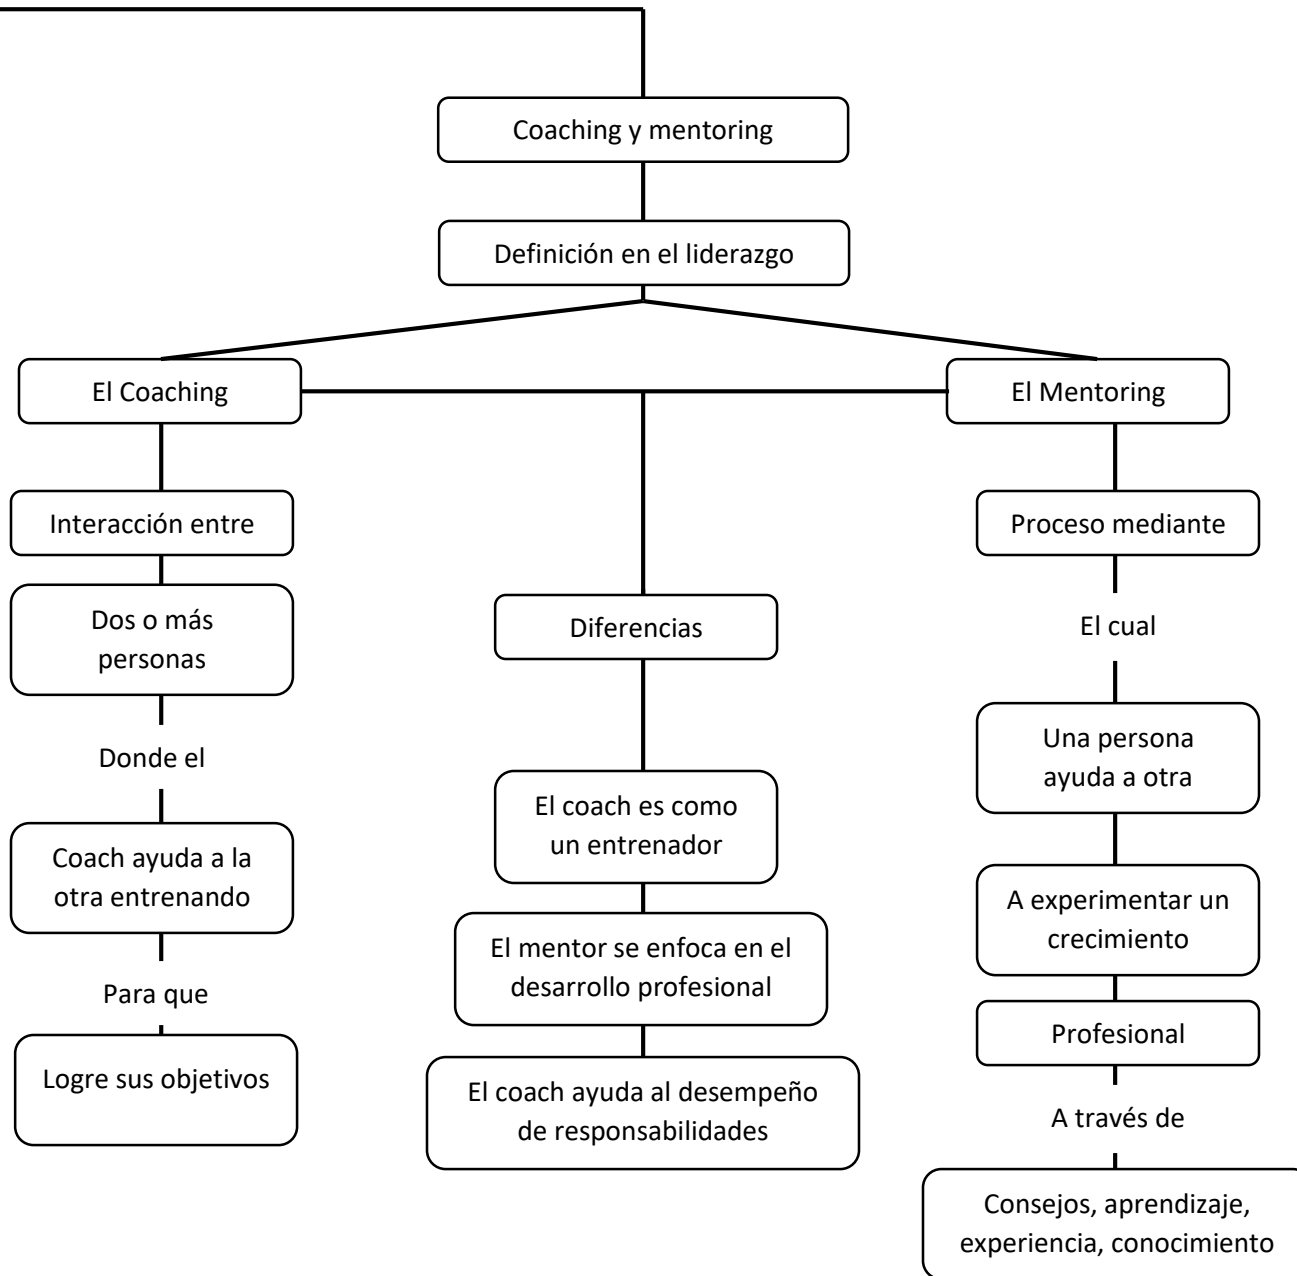 Coaching y mentoring
Definición en el liderazgo
El Coaching
Interacción entre
Dos o más
personas
Donde el
Coach ayuda a la
otra entrenando
Para que
Logre sus objetivos
Diferencias
El coach es como
un entrenador
El mentor se enfoca en el
desarrollo profesional
El coach ayuda al desempeño
de responsabilidades
El Mentoring
Proceso mediante
El cual
Una persona
ayuda a otra
A experimentar un
crecimiento
Profesional
A través de
Consejos, aprendizaje,
experiencia, conocimiento